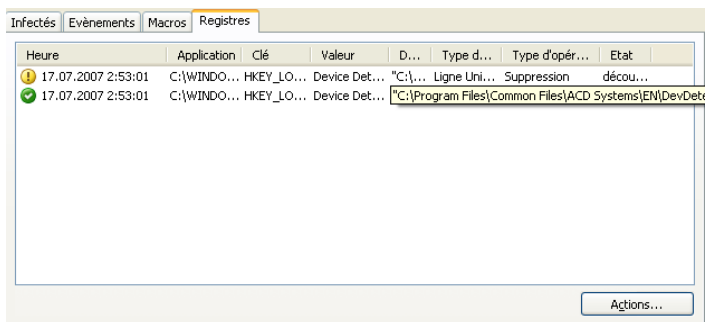 Infectés Evènements Macros Registres
Heure Application Clé Valeur D... Type d... Type d'opér... Etat
17.07.2007 2:53:01 C:\WINDO... HKEY_LO... Device Det... "C:\... Ligne Uni... Suppression décou...
17.07.2007 2:53:01 C:\WINDO... HKEY_LO... Device Det... "C:\Program Files\Common Files\ACD Systems\EN\DevDete
Actions...